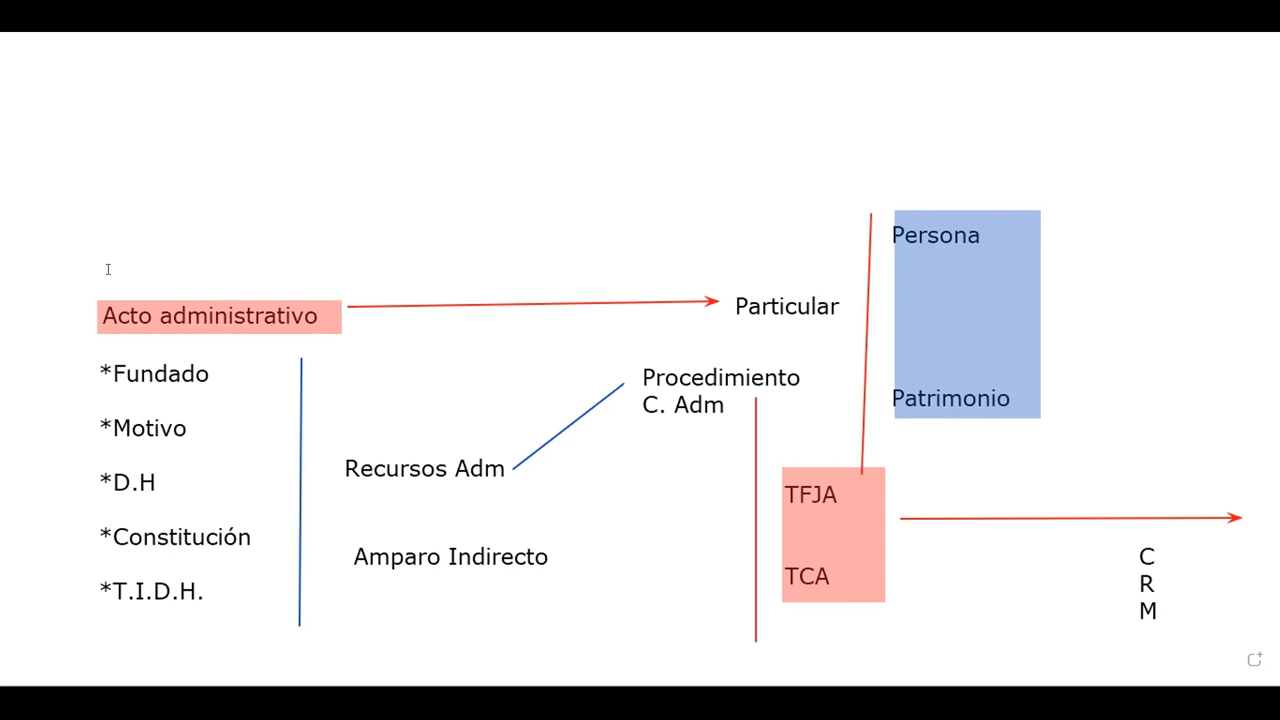 Persona
Acto administrativo
Particular
*Fundado
Procedimiento
C. Adm
Patrimonio
*Motivo
Recursos Adm
*D.H
TFJA
*Constitución
Amparo Indirecto
TCA
*T.I.D.H.
C
R
M